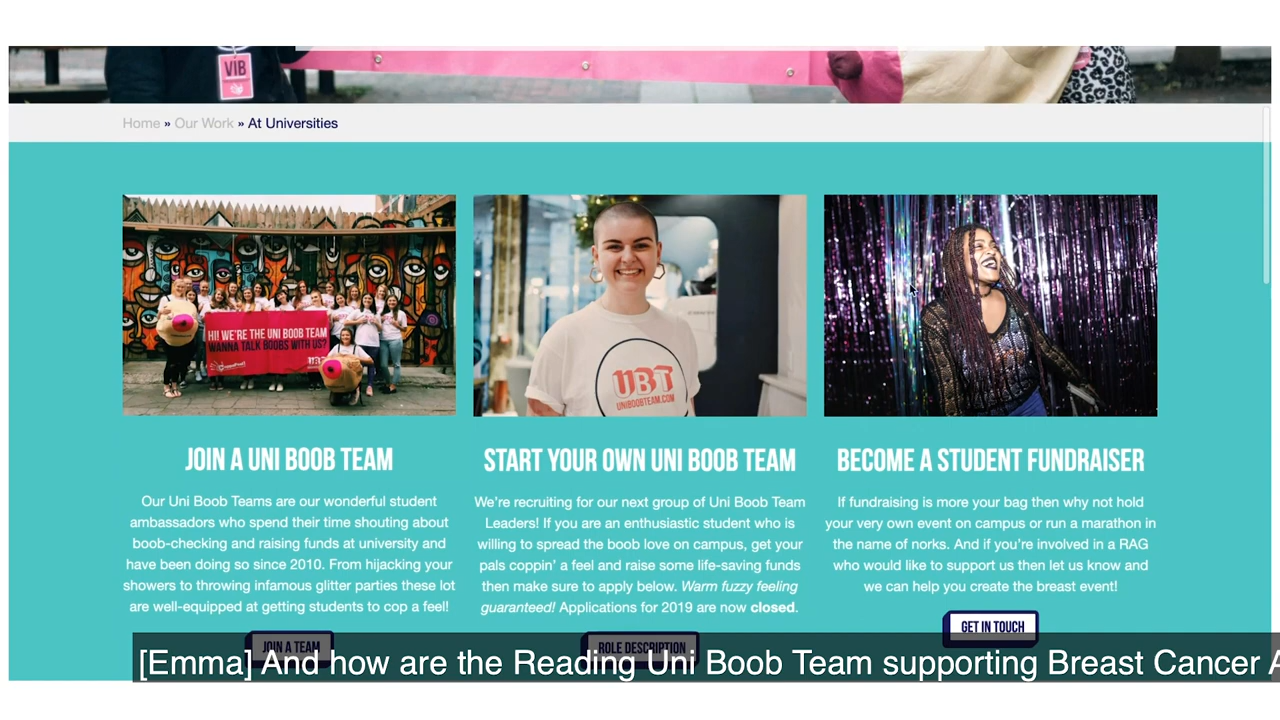 VIB
Home » Our Work » At Universities
HI! WE'RE THE UNI BOOB TEAM
WANNA TALK BOOBS WITH US?
UBT
UBT
UNIBOOBTEAM.COM
JOIN A UNI BOOB TEAM
Our Uni Boob Teams are our wonderful student
ambassadors who spend their time shouting about
boob-checking and raising funds at university and
have been doing so since 2010. From hijacking your
showers to throwing infamous glitter parties these lot
are well-equipped at getting students to cop a feel!
JOIN A TEAM
START YOUR OWN UNI BOOB TEAM
We're recruiting for our next group of Uni Boob Team
Leaders! If you are an enthusiastic student who is
willing to spread the boob love on campus, get your
pals coppin' a feel and raise some life-saving funds
then make sure to apply below. Warm fuzzy feeling
guaranteed! Applications for 2019 are now closed.
ROLE DESCRIPTION
BECOME A STUDENT FUNDRAISER
If fundraising is more your bag then why not hold
your very own event on campus or run a marathon in
the name of norks. And if you're involved in a RAG
who would like to support us then let us know and
we can help you create the breast event!
GET IN TOUCH
[Emma] And how are the Reading Uni Boob Team supporting Breast Cancer A